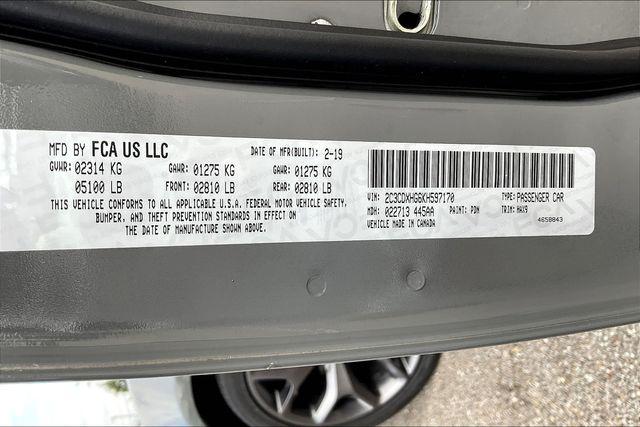 MFD BY FCA US LLC DATE OF MFR(BUILT): 2-19
GVWR: 02314 KG GAWR: 01275 KG GAWR: 01275 KG
05100 LB FRONT: 02810 LB REAR: 02810 LB
THIS VEHICLE CONFORMS TO ALL APPLICABLE U.S.A. FEDERAL MOTOR VEHICLE SAFETY,
BUMPER, AND THEFT PREVENTION STANDARDS IN EFFECT ON
THE DATE OF MANUFACTURE SHOWN ABOVE.
VIN: 2C3CDXHG8KH597170 TYPE: PASSENGER CAR
MDH: 022713 445AA PAINT: PDN TRIM: HAX9
VEHICLE MADE IN CANADA 4658843